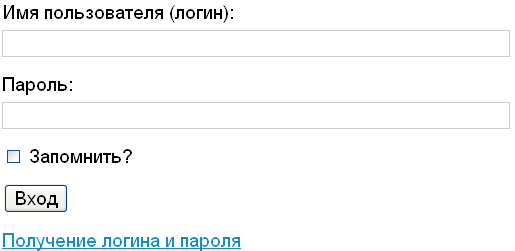 Имя пользователя (логин):
Пароль:
Запомнить?
Вход
Получение логина и пароля